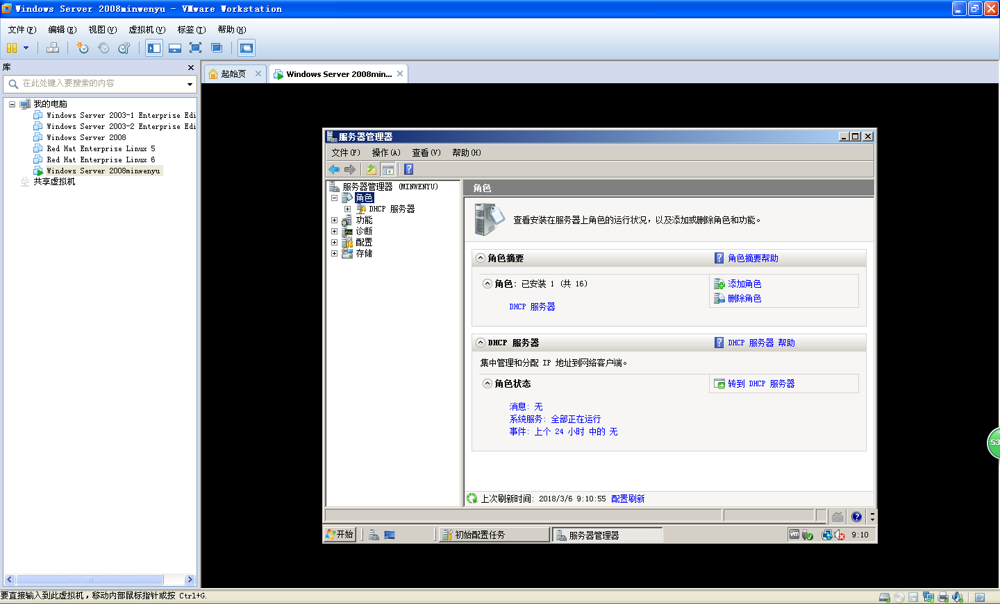 Windows Server 2008minwenyu - VMware Workstation
文件(F) 编辑(E) 视图(V) 虚拟机(V) 标签(T) 帮助(H)
库
在此处键入要搜索的内容
我的电脑
Windows Server 2003-1 Enterprise Edi
Windows Server 2003-2 Enterprise Edi
Windows Server 2008
Red Hat Enterprise Linux 5
Red Hat Enterprise Linux 6
Windows Server 2008minwenyu
共享虚拟机
起始页 Windows Server 2008min...
服务器管理器
文件(F) 操作(A) 查看(V) 帮助(H)
服务器管理器 (MINWENYU)
角色
DHCP 服务器
功能
诊断
配置
存储
角色
查看安装在服务器上角色的运行状况，以及添加或删除角色和功能。
角色摘要 角色摘要帮助
角色: 已安装 1 (共 16) 添加角色
删除角色
DHCP 服务器
DHCP 服务器 DHCP 服务器 帮助
集中管理和分配 IP 地址到网络客户端。
角色状态 转到 DHCP 服务器
消息: 无
系统服务: 全部正在运行
事件: 上个 24 小时 中的 无
上次刷新时间: 2018/3/6 9:10:55 配置刷新
开始 初始配置任务 服务器管理器 9:10
53
要直接输入到此虚拟机，移动内部鼠标指针或按 Ctrl+G.